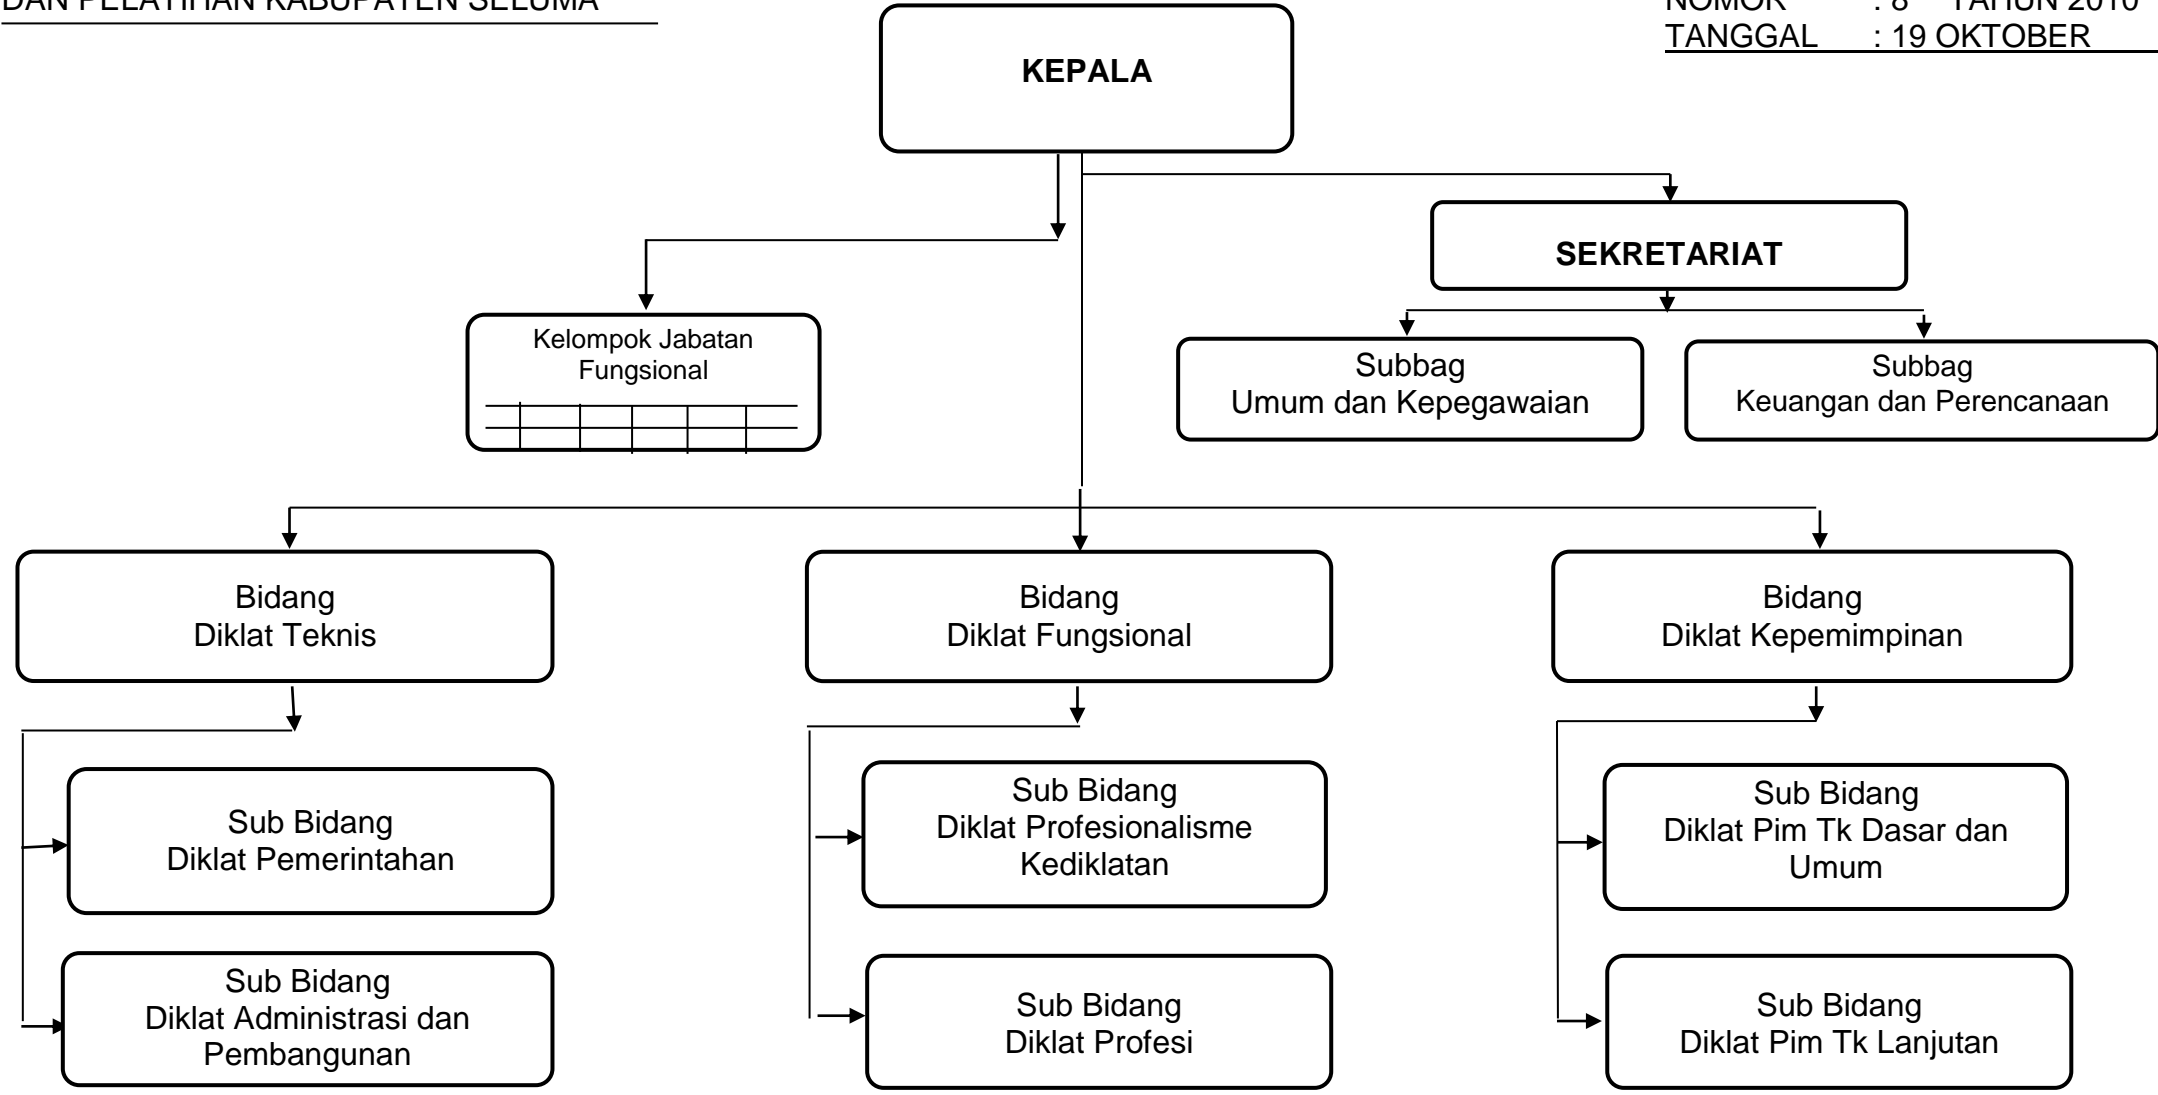 DAN PELATIHAN KABUPATEN SELUMA
NOMOR : 8 TAHUN 2010
TANGGAL : 19 OKTOBER
KEPALA
SEKRETARIAT
Kelompok Jabatan
Fungsional
Subbag
Umum dan Kepegawaian
Subbag
Keuangan dan Perencanaan
Bidang
Diklat Teknis
Bidang
Diklat Fungsional
Bidang
Diklat Kepemimpinan
Sub Bidang
Diklat Pemerintahan
Sub Bidang
Diklat Profesionalisme
Kediklatan
Sub Bidang
Diklat Pim Tk Dasar dan
Umum
Sub Bidang
Diklat Administrasi dan
Pembangunan
Sub Bidang
Diklat Profesi
Sub Bidang
Diklat Pim Tk Lanjutan